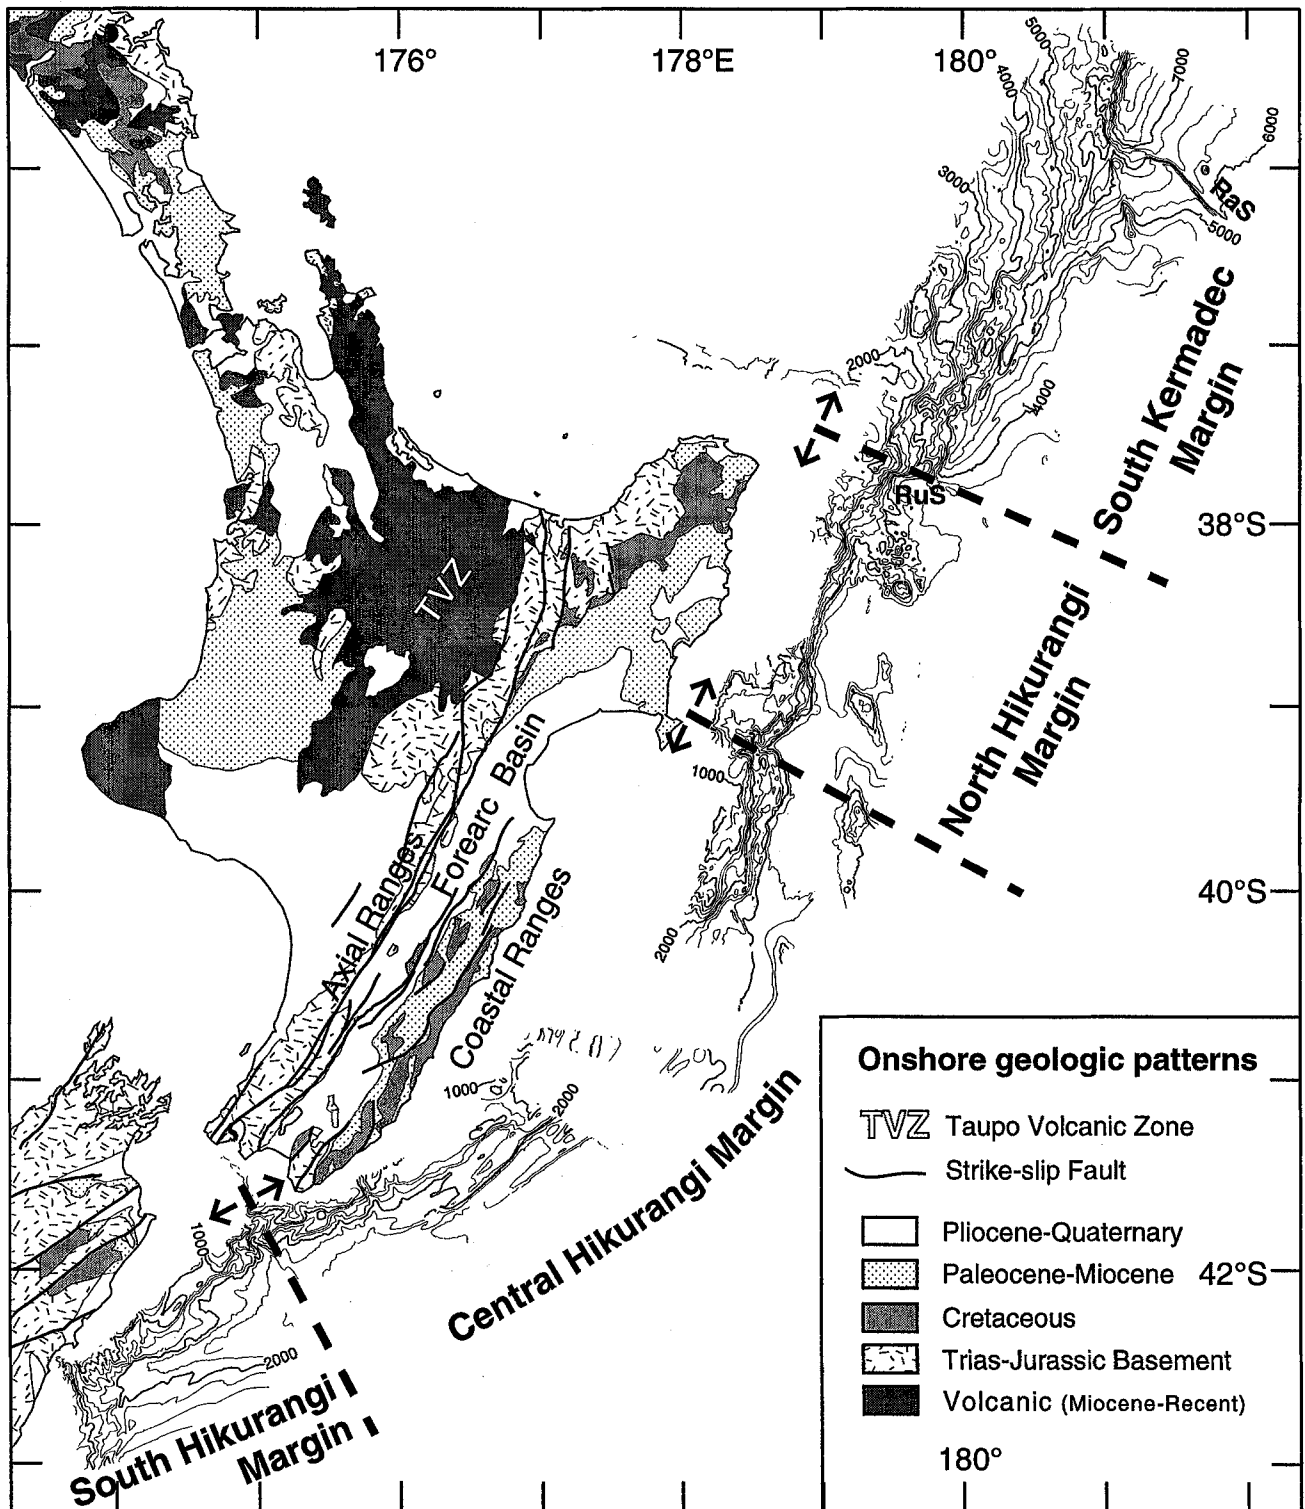 176°
178°E
180°
5000
4000
7000
6000
3000
RaS
5000
2000
4000
South Kermadec
Margin
RuS
38°S
TVZ
North Hikurangi
Margin
1000
Forearc Basin
Axial Ranges
Coastal Ranges
40°S
2000
1000
2000
Central Hikurangi Margin
1000
2000
South Hikurangi
Margin
Onshore geologic patterns
TVZ Taupo Volcanic Zone
Strike-slip Fault
Pliocene-Quaternary
Paleocene-Miocene
42°S
Cretaceous
Trias-Jurassic Basement
Volcanic (Miocene-Recent)
180°